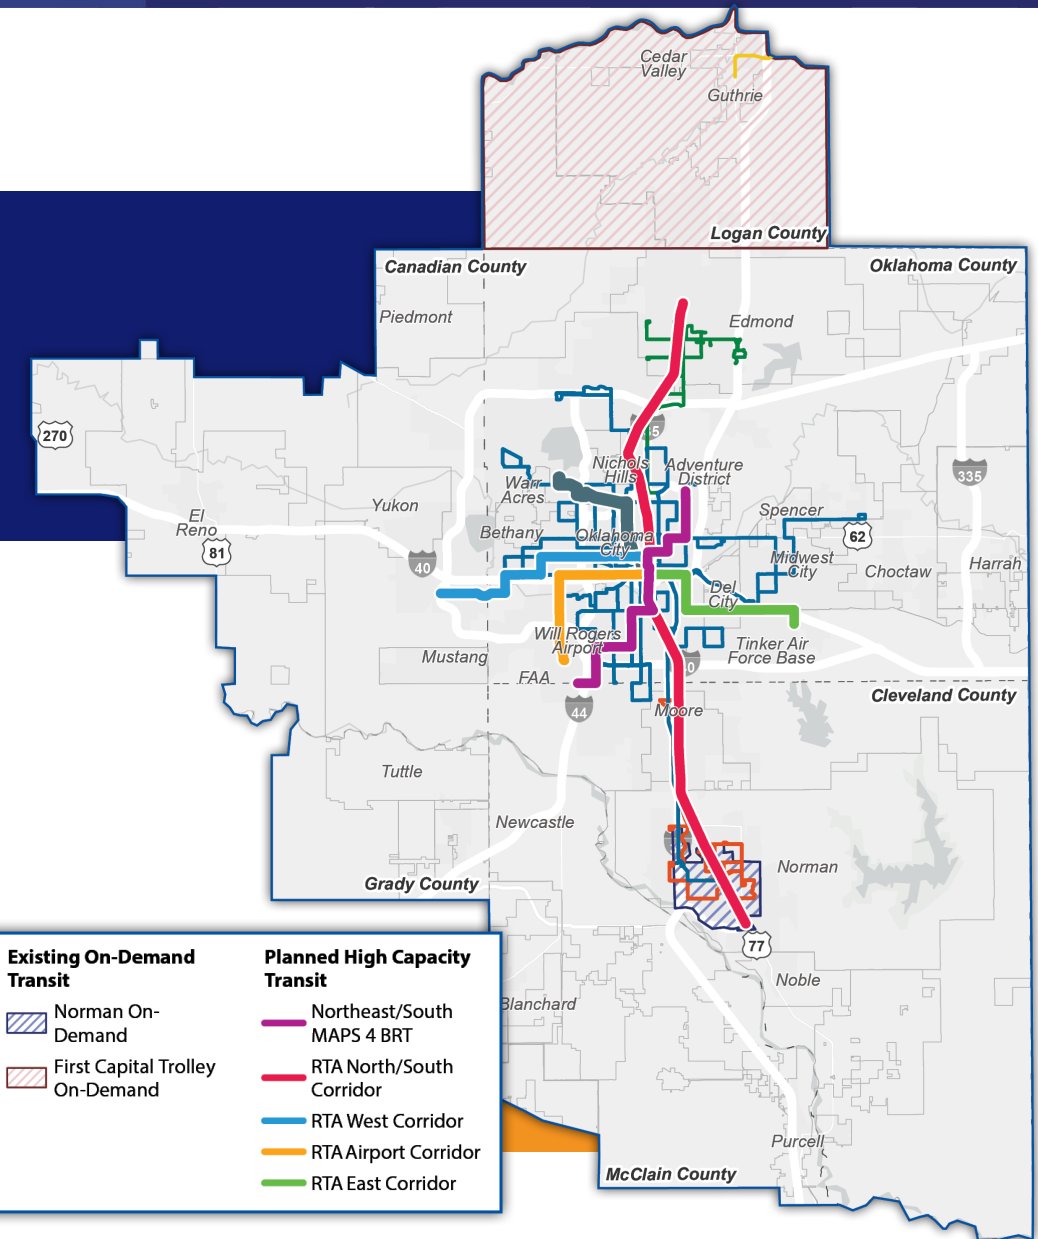 Cedar
Valley
Guthrie
Logan County
Canadian County
Oklahoma County
Piedmont
Edmond
270
35
Nichols
Hills
Adventure
District
335
Warr
Acres
Yukon
Spencer
El
Reno
Bethany
Oklahoma
City
62
81
40
Midwest
City
Choctaw
Harrah
Del
City
Will Rogers
Airport
Tinker Air
Force Base
Mustang
FAA
Cleveland County
44
Moore
Tuttle
Newcastle
Norman
Grady County
77
Noble
Blanchard
Purcell
McClain County
Existing On-Demand
Transit
Norman On-
Demand
First Capital Trolley
On-Demand
Planned High Capacity
Transit
Northeast/South
MAPS 4 BRT
RTA North/South
Corridor
RTA West Corridor
RTA Airport Corridor
RTA East Corridor